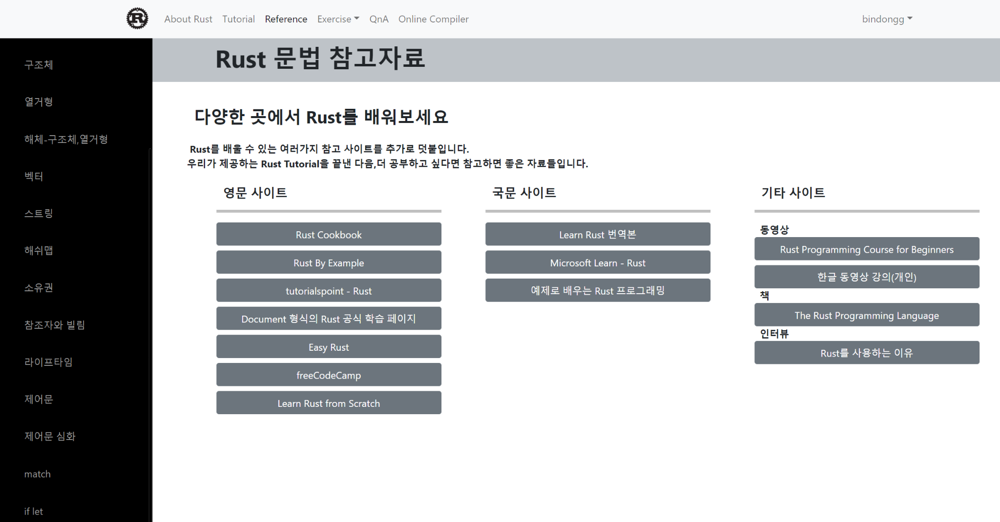 R
About Rust Tutorial Reference Exercise QnA Online Compiler bindongg
구조체
열거형
해체-구조체,열거형
벡터
스트링
해쉬맵
소유권
참조자와 빌림
라이프타임
제어문
제어문 심화
match
if let
Rust 문법 참고자료
다양한 곳에서 Rust를 배워보세요
Rust를 배울 수 있는 여러가지 참고 사이트를 추가로 덧붙입니다.
우리가 제공하는 Rust Tutorial을 끝낸 다음,더 공부하고 싶다면 참고하면 좋은 자료들입니다.
영문 사이트
Rust Cookbook
Rust By Example
tutorialspoint - Rust
Document 형식의 Rust 공식 학습 페이지
Easy Rust
freeCodeCamp
Learn Rust from Scratch
국문 사이트
Learn Rust 번역본
Microsoft Learn - Rust
예제로 배우는 Rust 프로그래밍
기타 사이트
동영상
Rust Programming Course for Beginners
한글 동영상 강의(개인)
책
The Rust Programming Language
인터뷰
Rust를 사용하는 이유